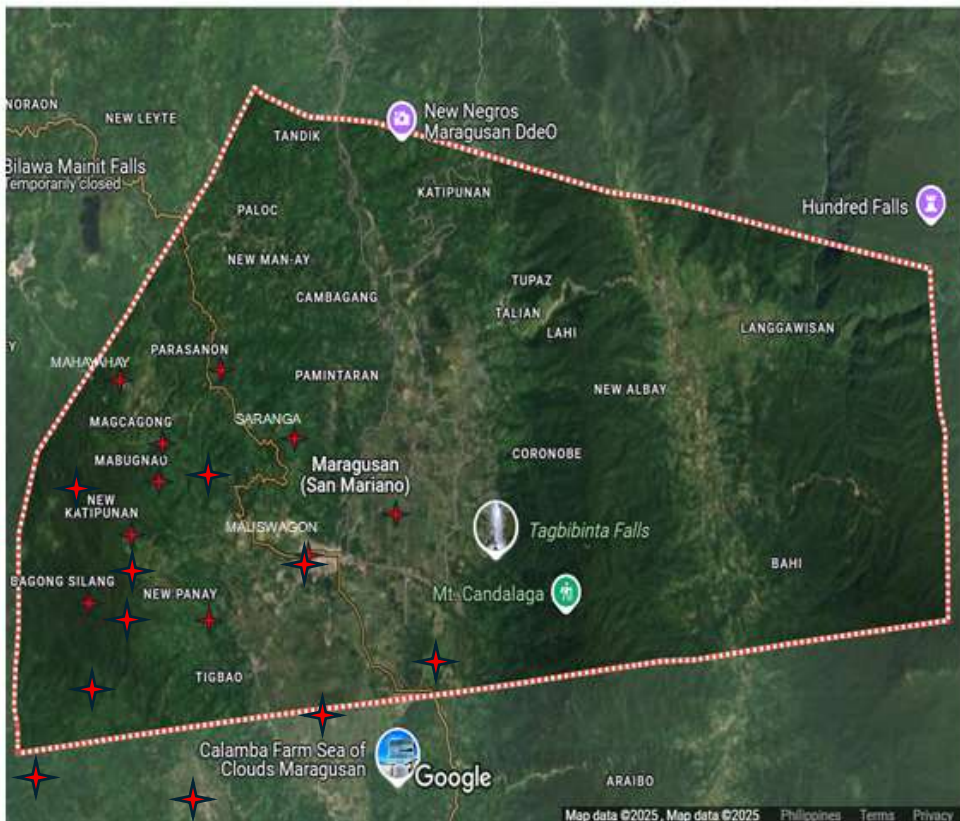 NORAON
NEW LEYTE
TANDIK
New Negros
Maragusan DdeO
Bilawa Mainit Falls
Temporarily closed
KATIPUNAN
Hundred Falls
PALOC
NEW MAN-AY
TUPAZ
CAMBAGANG
TALIAN
LAHI
LANGGAWISAN
Y
PARASANON
MAHAYAHAY
PAMINTARAN
NEW ALBAY
MAGCAGONG
SARANGA
MABUGNAU
Maragusan
(San Mariano)
CORONOBE
NEW
KATIPUNAN
MALISWAGON
Tagbibinta Falls
BAHI
BAGONG SILANG
NEW PANAY
Mt. Candalaga
TIGBAO
Calamba Farm Sea of
Clouds Maragusan
Google
ARAIBO
Map data ©2025, Map data ©2025 Philippines Terms Privacy